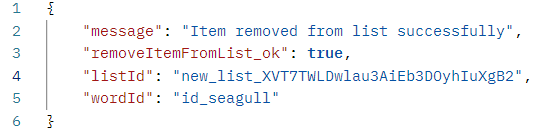 1 {
2 "message": "Item removed from list successfully",
3 "removeItemFromList_ok": true,
4 "listId": "new_list_XVT7TWLDwlau3AiEb3DOyhIuXgB2",
5 "wordId": "id_seagull"
6 }